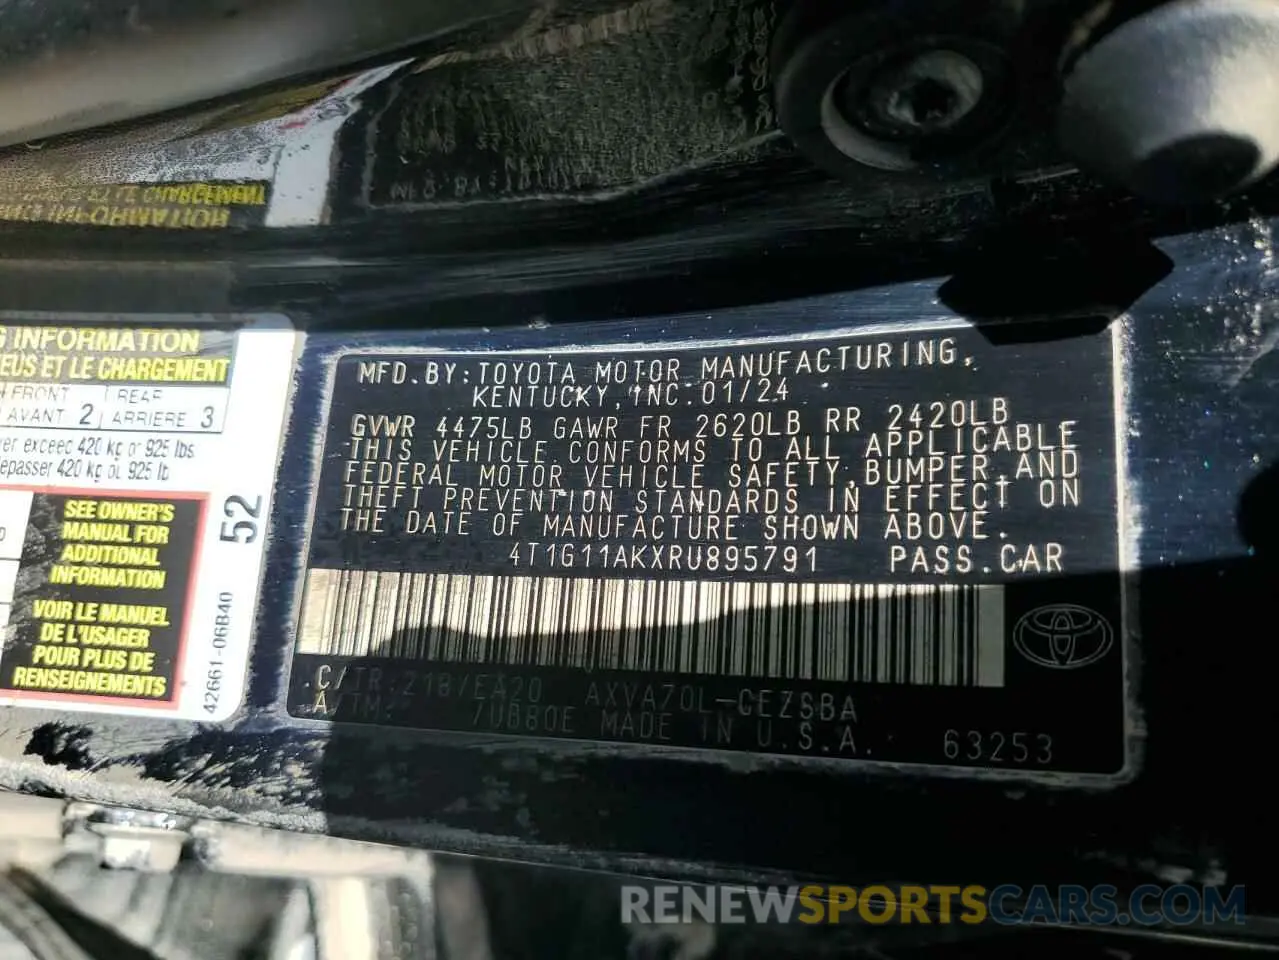 G INFORMATION
EUS ET LE CHARGEMENT
FRONT
REAR
AVANT 2
ARRIERE 3
ver exceed 420 kg or 925 lbs
épasser 420 kg ou 925 lb
SEE OWNER'S
MANUAL FOR
ADDITIONAL
INFORMATION
VOIR LE MANUEL
DE L'USAGER
POUR PLUS DE
RENSEIGNEMENTS
52
42661-06B40
MFD. BY: TOYOTA MOTOR MANUFACTURING,
KENTUCKY, INC. 01/24
GVWR 4475LB GAWR FR 2620LB RR 2420LB
THIS VEHICLE CONFORMS TO ALL APPLICABLE
FEDERAL MOTOR VEHICLE SAFETY, BUMPER, AND
THEFT PREVENTION STANDARDS IN EFFECT ON
THE DATE OF MANUFACTURE SHOWN ABOVE.
4T1G11AKXRU895791 PASS. CAR
C/TR: 218/EA20 AXVA70L-CEZSBA
A/TM: /UB80E MADE IN U.S.A. 63253
RENEWSPORTSCARS.COM